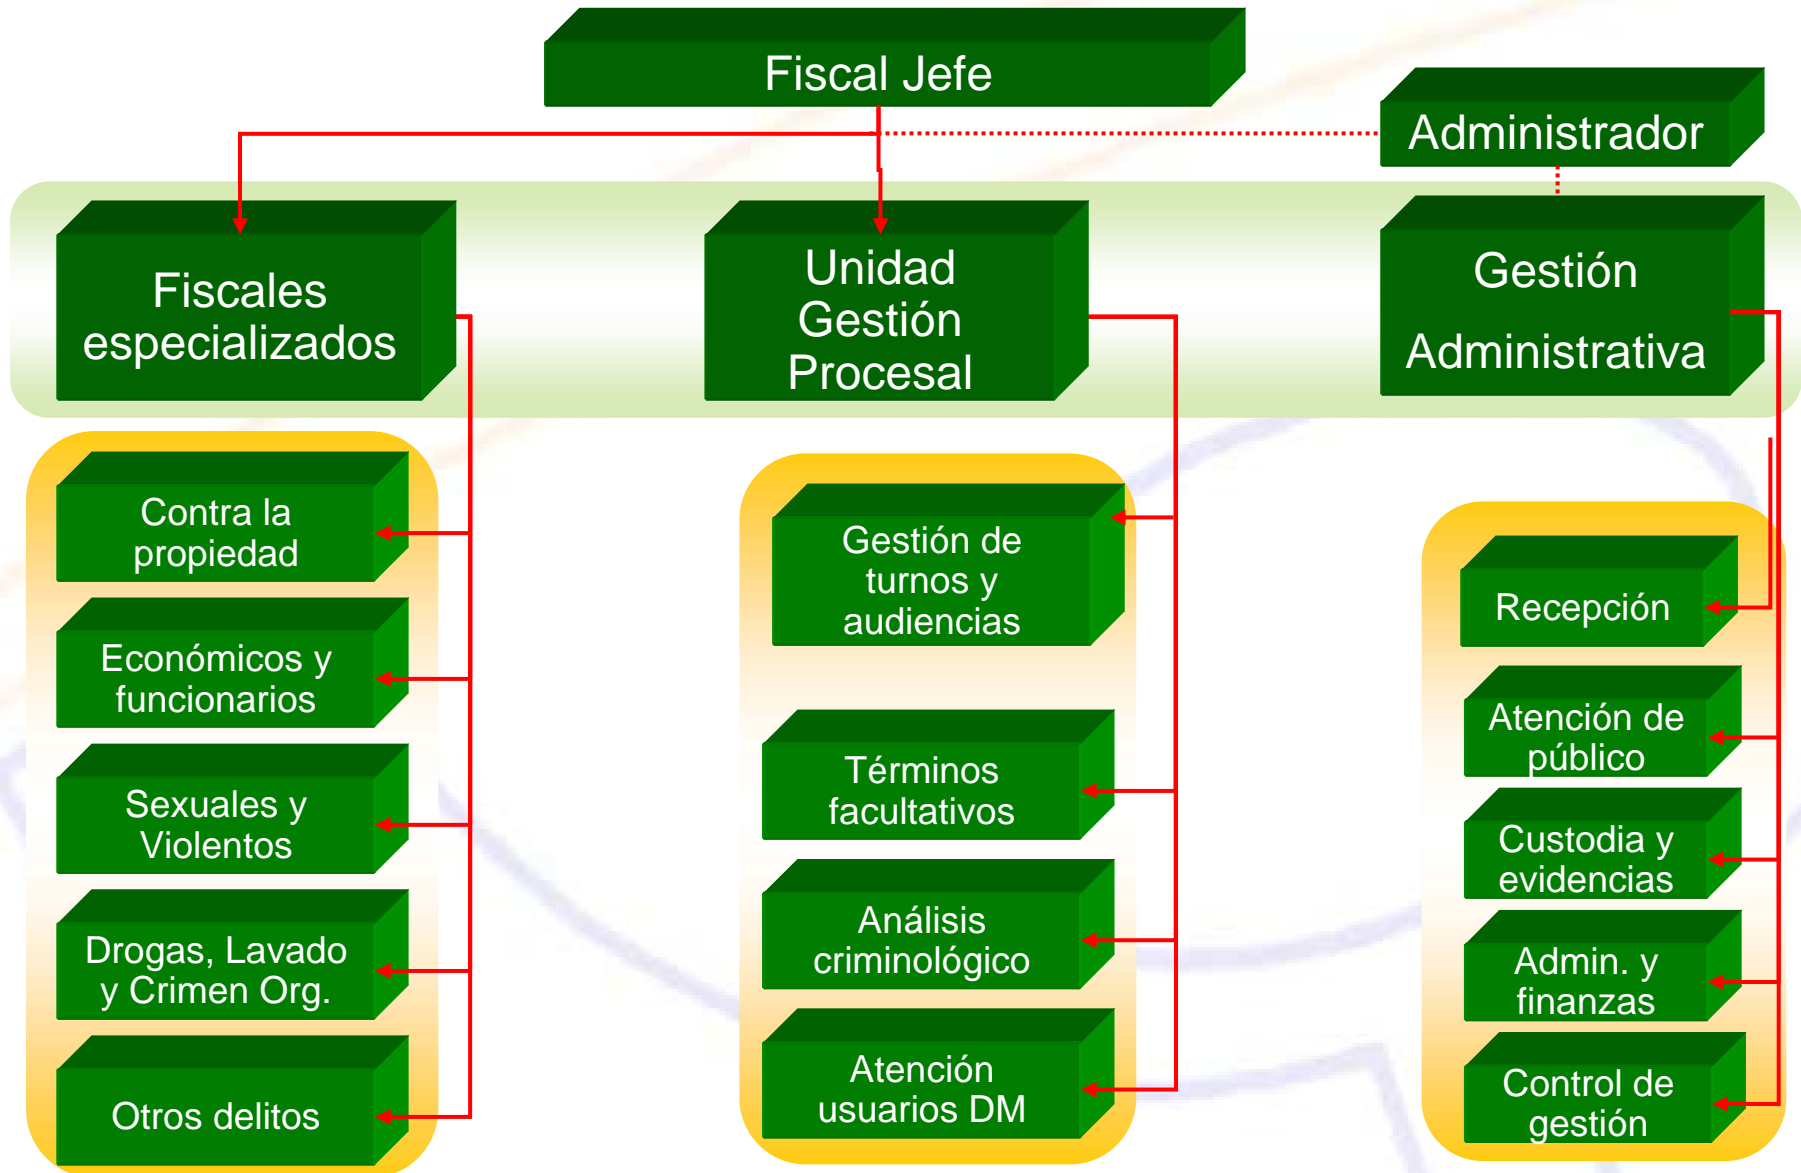 Fiscal Jefe
Administrador
Fiscales
especializados
Unidad
Gestión
Procesal
Gestión
Administrativa
Contra la
propiedad
Económicos y
funcionarios
Sexuales y
Violentos
Drogas, Lavado
y Crimen Org.
Otros delitos
Gestión de
turnos y
audiencias
Términos
facultativos
Análisis
criminológico
Atención
usuarios DM
Recepción
Atención de
público
Custodia y
evidencias
Admin. y
finanzas
Control de
gestión